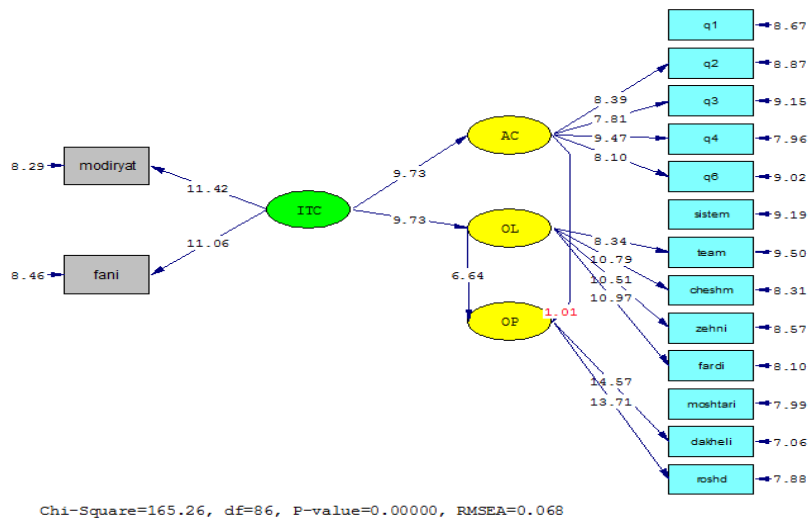 q1
8.67
q2
8.87
8.39
q3
9.15
7.81
AC
q4
7.96
9.47
8.29
modiryat
q6
9.02
8.10
9.73
11.42
ITC
sistem
9.19
9.73
OL
8.34
team
9.50
11.06
10.79
8.46
fani
6.64
cheshm
8.31
10.51
10.97
1.01
OP
zehni
8.57
fardi
8.10
14.57
moshtari
7.99
13.71
dakheli
7.06
roshd
7.88
Chi-Square=165.26, df=86, P-value=0.00000, RMSEA=0.068